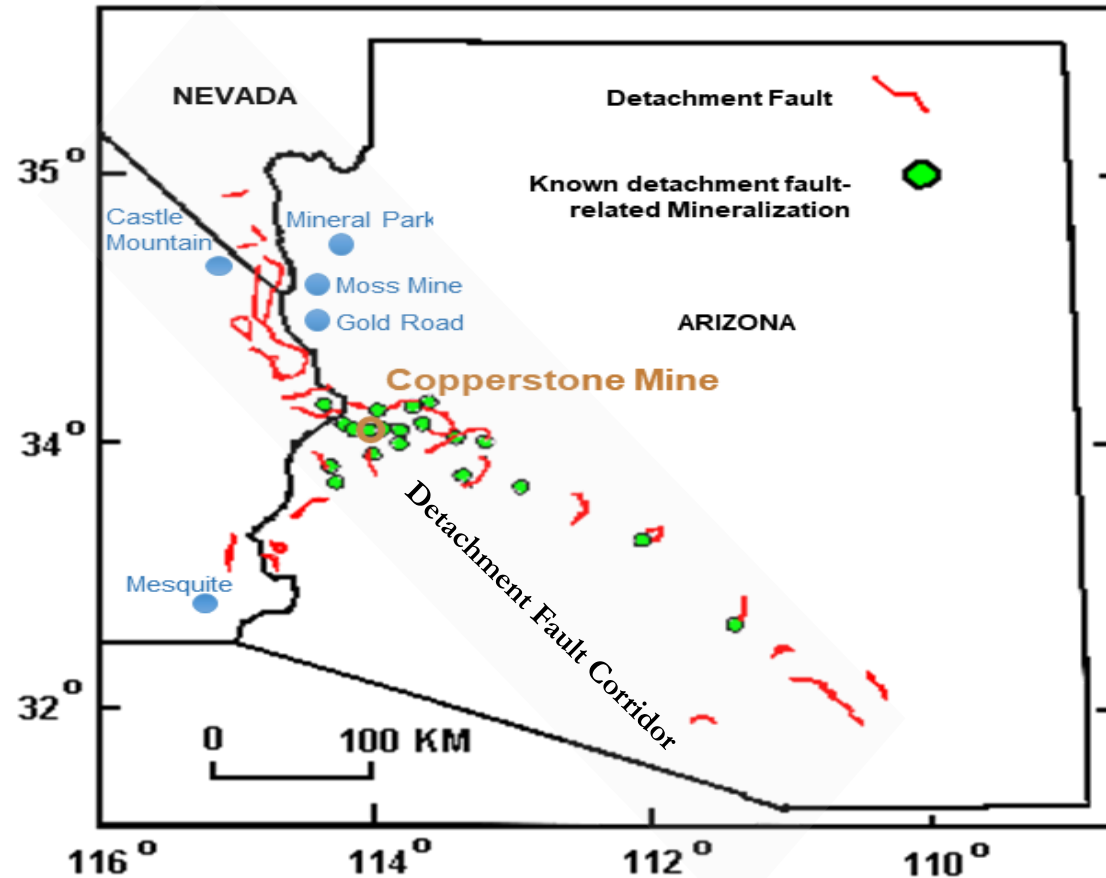 NEVADA
Detachment Fault
35°
Known detachment fault-
related Mineralization
Castle
Mountain
Mineral Park
Moss Mine
Gold Road
ARIZONA
Copperstone Mine
34°
Detachment Fault Corridor
Mesquite
32°
0 100 KM
116° 114° 112° 110°